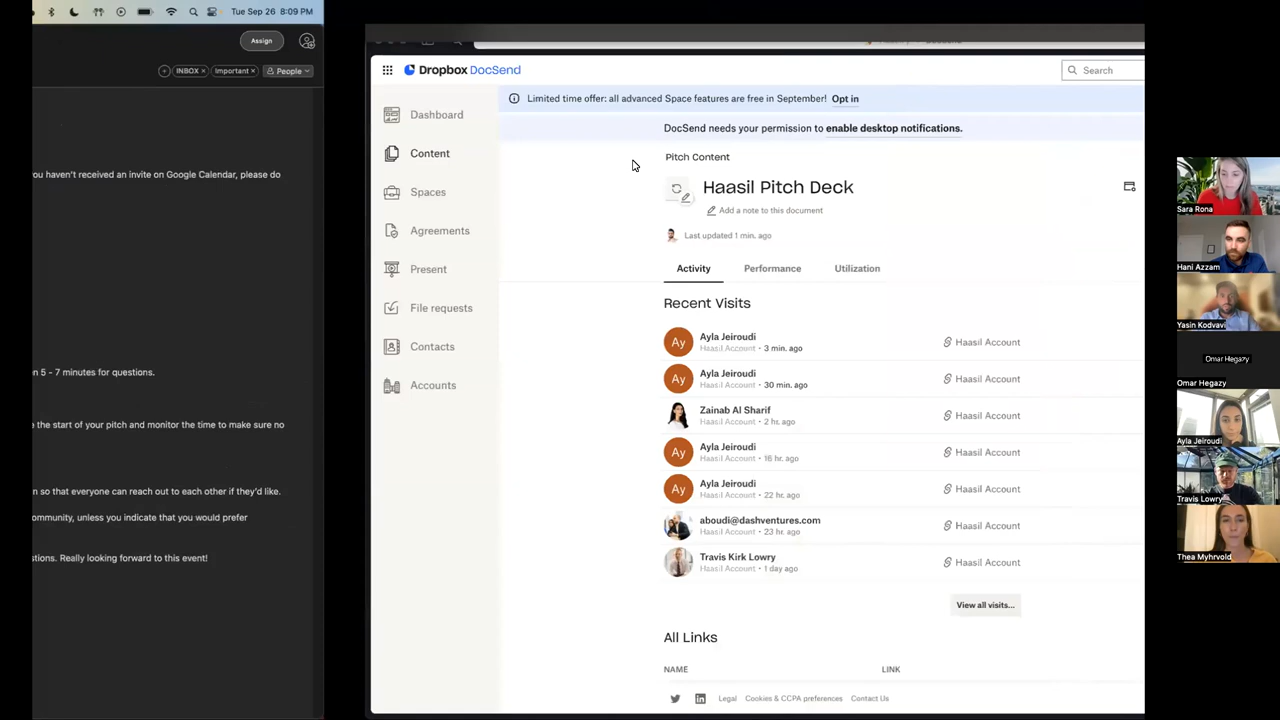 Tue Sep 26 8:09 PM
Assign
INBOX ×
Important ×
People
you haven't received an invite on Google Calendar, please do
5 - 7 minutes for questions.
the start of your pitch and monitor the time to make sure no
so that everyone can reach out to each other if they'd like.
unless you indicate that you would prefer
Really looking forward to this event!
Dropbox DocSend
Search
Limited time offer: all advanced Space features are free in September! Opt in
DocSend needs your permission to enable desktop notifications.
Dashboard
Content
Spaces
Agreements
Present
File requests
Contacts
Accounts
Pitch Content
Haasil Pitch Deck
Add a note to this document
Last updated 1 min. ago
Activity Performance Utilization
Recent Visits
Ay Ayla Jeiroudi
Haasil Account • 3 min. ago
Haasil Account
Ay Ayla Jeiroudi
Haasil Account • 30 min. ago
Haasil Account
Zainab Al Sharif
Haasil Account • 2 hr. ago
Haasil Account
Ay Ayla Jeiroudi
Haasil Account • 16 hr. ago
Haasil Account
Ay Ayla Jeiroudi
Haasil Account • 22 hr. ago
Haasil Account
aboudi@dashventures.com
Haasil Account • 23 hr. ago
Haasil Account
Travis Kirk Lowry
Haasil Account • 1 day ago
Haasil Account
View all visits...
All Links
NAME LINK
Legal Cookies & CCPA preferences Contact Us
Sara Rona
Hani Azzam
Yasin Kodvavi
Omar Hegazy
Omar Hegazy
Ayla Jeiroudi
Travis Lowry
Thea Myhrvold